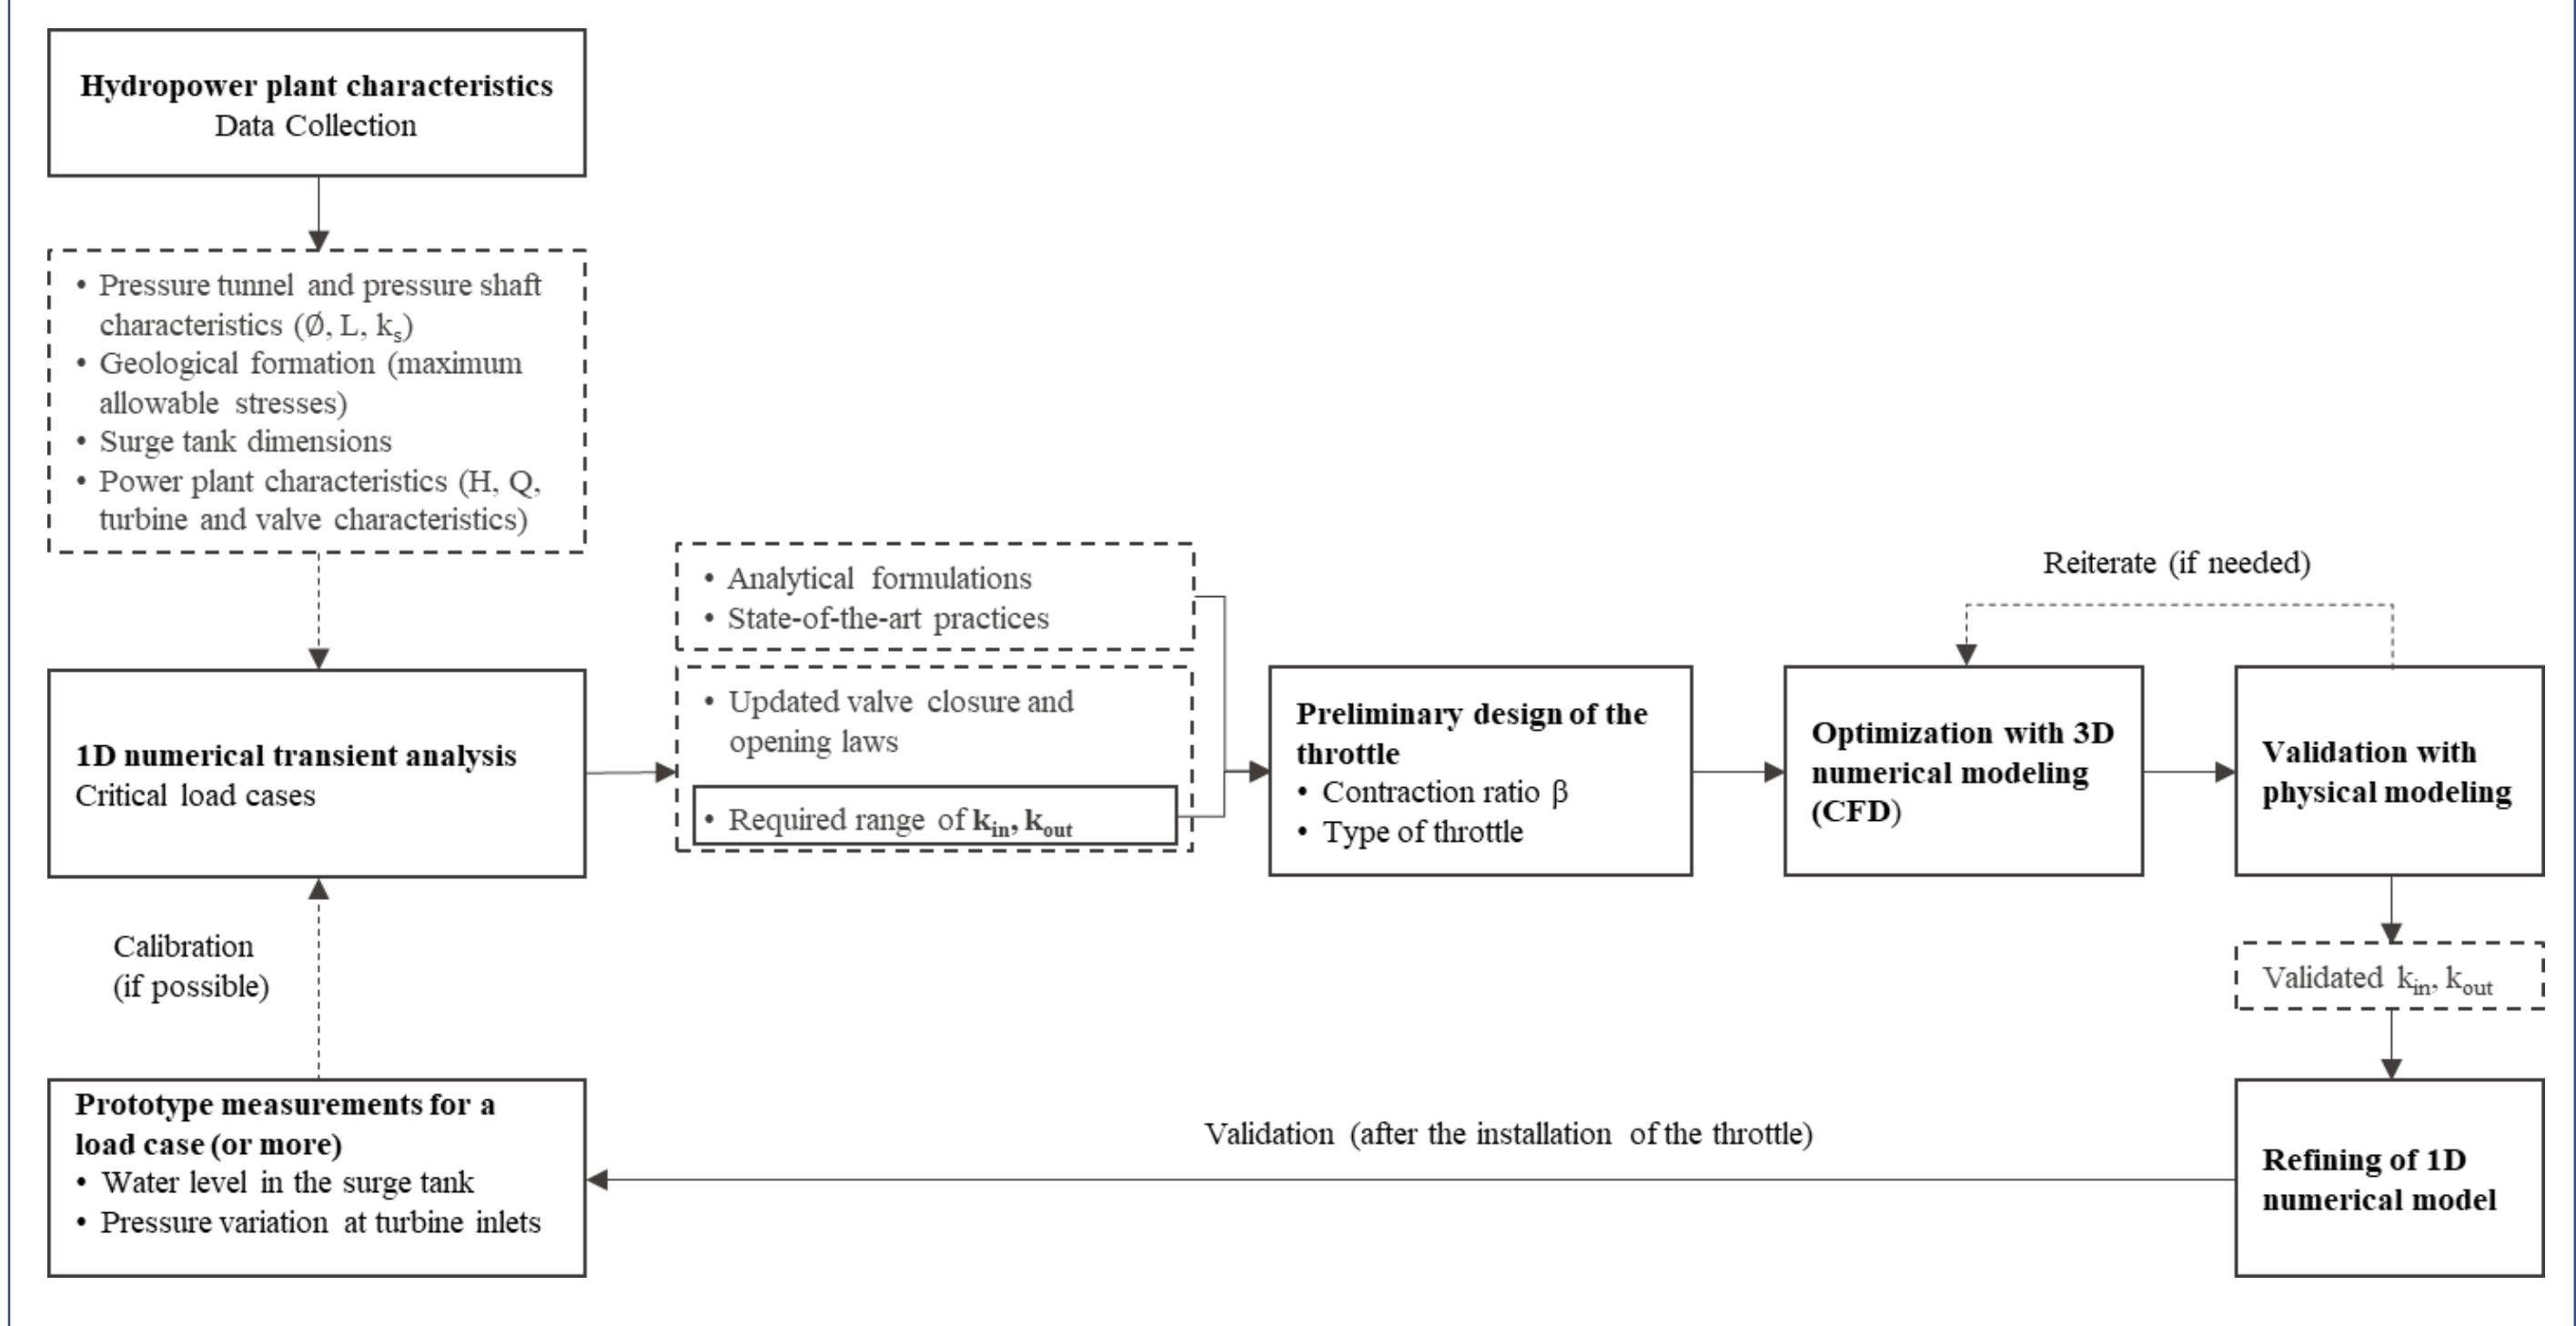 Hydropower plant characteristics
Data Collection
• Pressure tunnel and pressure shaft
characteristics (Ø, L, kₛ)
• Geological formation (maximum
allowable stresses)
• Surge tank dimensions
• Power plant characteristics (H, Q,
turbine and valve characteristics)
1D numerical transient analysis
Critical load cases
• Analytical formulations
• State-of-the-art practices
• Updated valve closure and
opening laws
• Required range of k_in, k_out
Preliminary design of the
throttle
• Contraction ratio β
• Type of throttle
Optimization with 3D
numerical modeling
(CFD)
Reiterate (if needed)
Validation with
physical modeling
Validated k_in, k_out
Refining of 1D
numerical model
Validation (after the installation of the throttle)
Calibration
(if possible)
Prototype measurements for a
load case (or more)
• Water level in the surge tank
• Pressure variation at turbine inlets